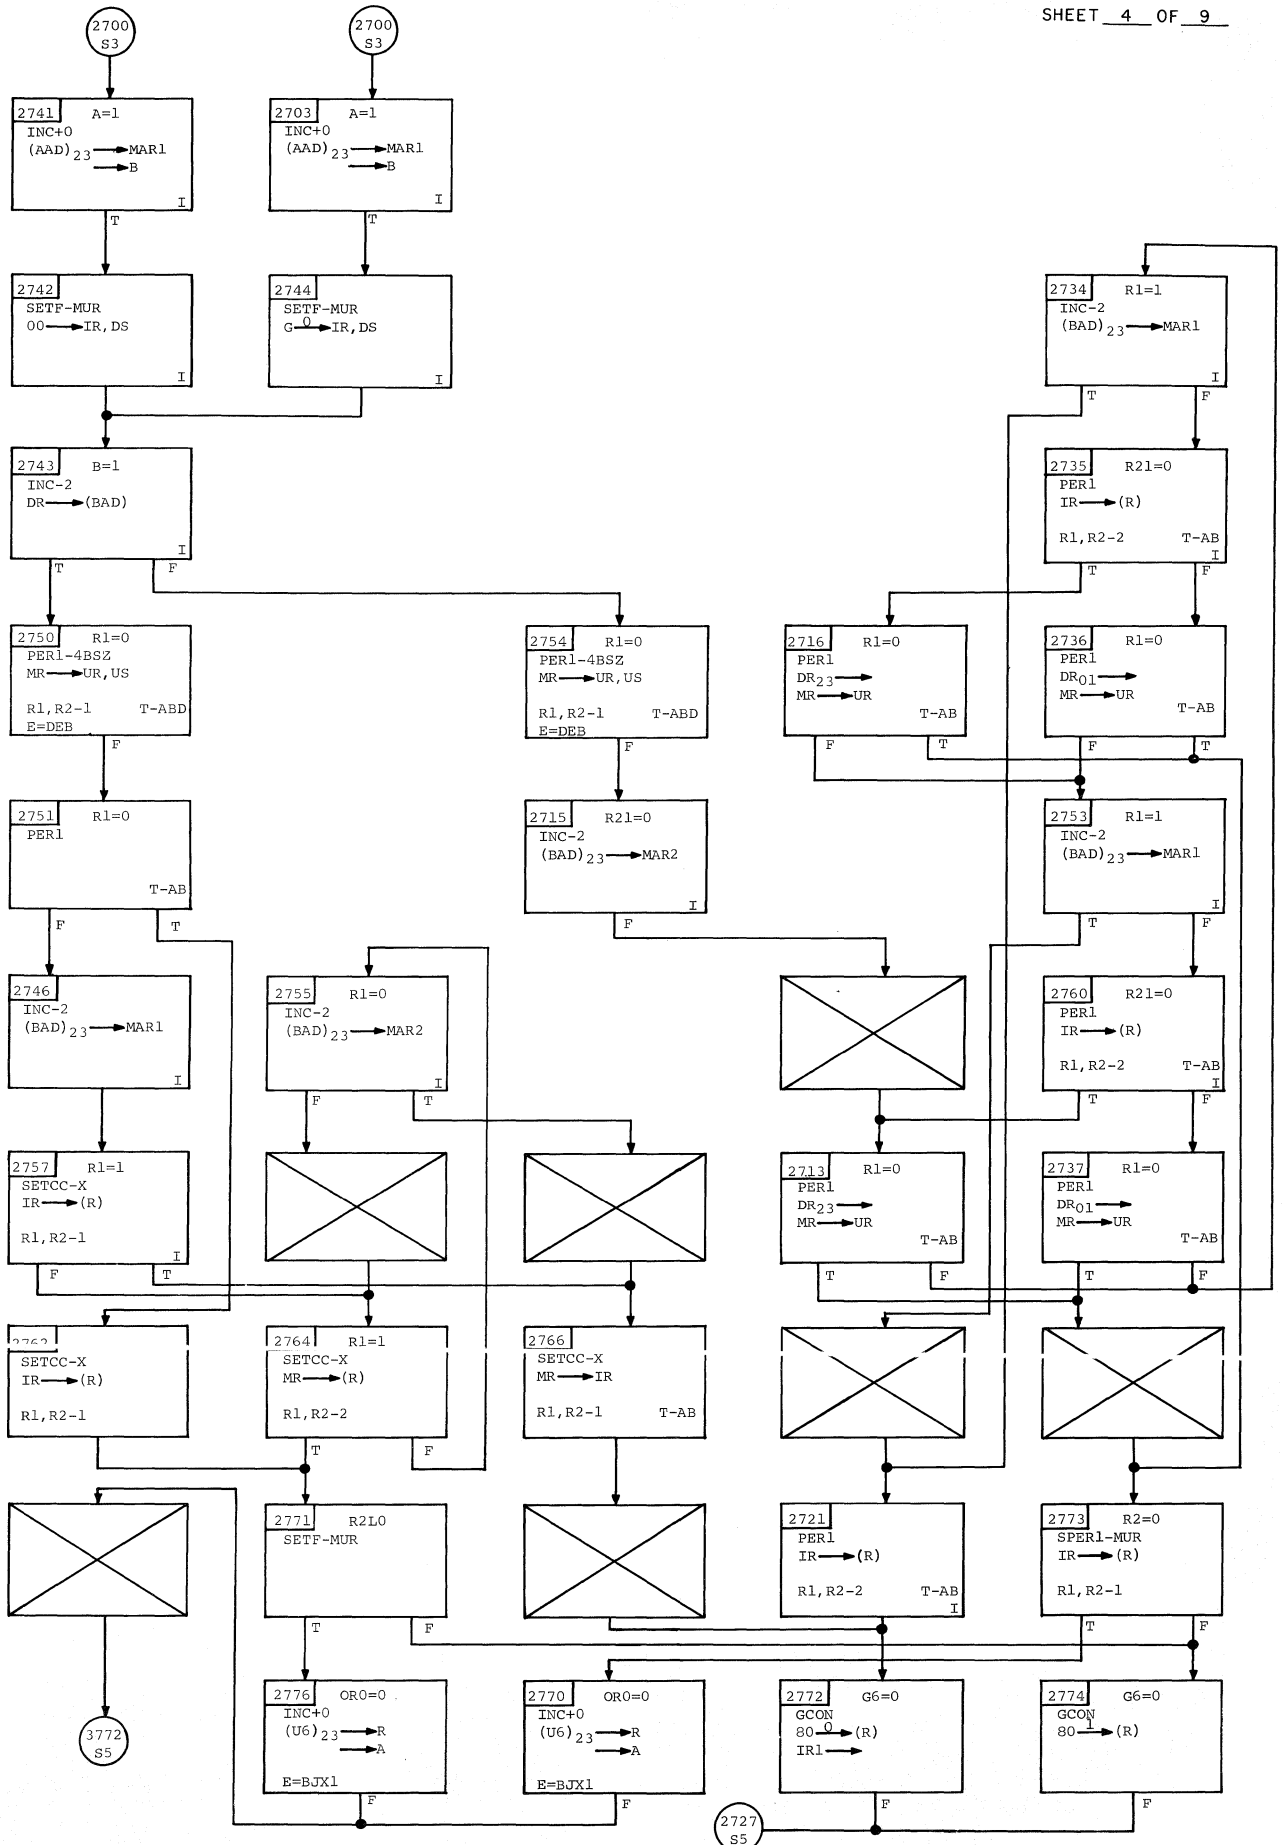 SHEET 4 OF 9
2700
S3
2700
S3
2741 A=1
INC+0
(AAD)23 → MAR1
→ B
I
T
2703 A=1
INC+0
(AAD)23 → MAR1
→ B
I
T
2742
SETF-MUR
00 → IR,DS
I
2744
SETF-MUR
G 0 → IR,DS
I
2734 R1=1
INC-2
(BAD)23 → MAR1
I
T F
2743 B=1
INC-2
DR → (BAD)
I
T F
2735 R21=0
PER1
IR → (R)
R1,R2-2 T-AB
I
T F
2750 R1=0
PER1-4BSZ
MR → UR,US
R1,R2-1 T-ABD
E=DEB
F
2754 R1=0
PER1-4BSZ
MR → UR,US
R1,R2-1 T-ABD
E=DEB
F
2716 R1=0
PER1
DR23 →
MR → UR
T-AB
F T
2736 R1=0
PER1
DR01 →
MR → UR
T-AB
F T
2751 R1=0
PER1
T-AB
F T
2715 R21=0
INC-2
(BAD)23 → MAR2
I
F
2753 R1=1
INC-2
(BAD)23 → MAR1
I
T F
2746
INC-2
(BAD)23 → MAR1
I
2755 R1=0
INC-2
(BAD)23 → MAR2
I
F T
2760 R21=0
PER1
IR → (R)
R1,R2-2 T-AB
I
T F
2757 R1=1
SETCC-X
IR → (R)
R1,R2-1
I
F T
2713 R1=0
PER1
DR23 →
MR → UR
T-AB
T F
2737 R1=0
PER1
DR01 →
MR → UR
T-AB
T F
SETCC-X
IR → (R)
R1,R2-1
2764 R1=1
SETCC-X
MR → (R)
R1,R2-2
T F
2766
SETCC-X
MR → IR
R1,R2-1 T-AB
2771 R2L0
SETF-MUR
T F
2721
PER1
IR → (R)
R1,R2-2 T-AB
I
2773 R2=0
SPER1-MUR
IR → (R)
R1,R2-1
T F
3772
S5
2776 OR0=0
INC+0
(U6)23 → R
→ A
E=BJX1
F
2770 OR0=0
INC+0
(U6)23 → R
→ A
E=BJX1
F
2772 G6=0
GCON
80 0 → (R)
IR1 →
F
2774 G6=0
GCON
80 1 → (R)
F
2727
S5